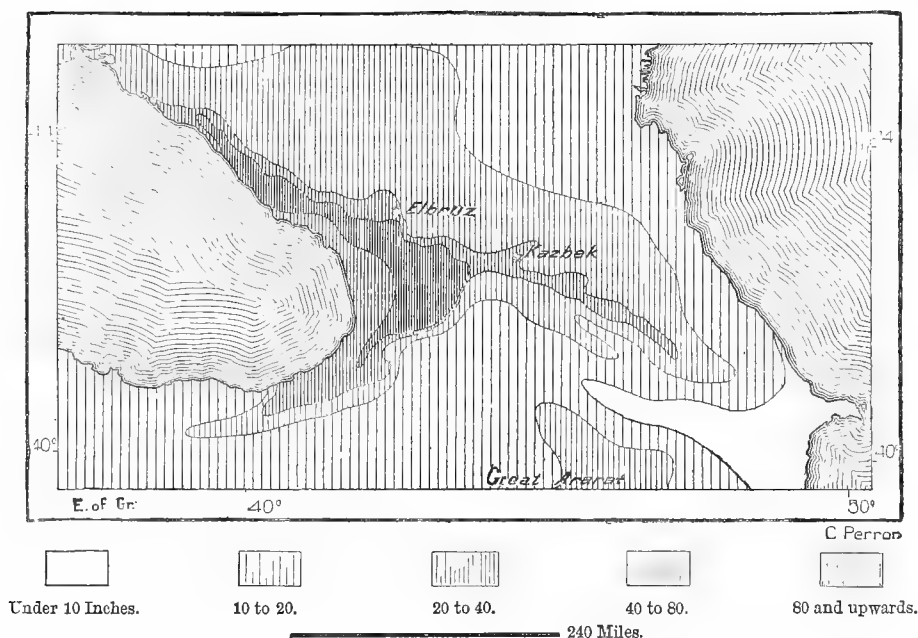 Elbruz
Kazbek
40°
40°
Great Ararat
E. of Gr:
40°
50°
C Perron
Under 10 Inches.
10 to 20.
20 to 40.
40 to 80.
80 and upwards.
240 Miles.